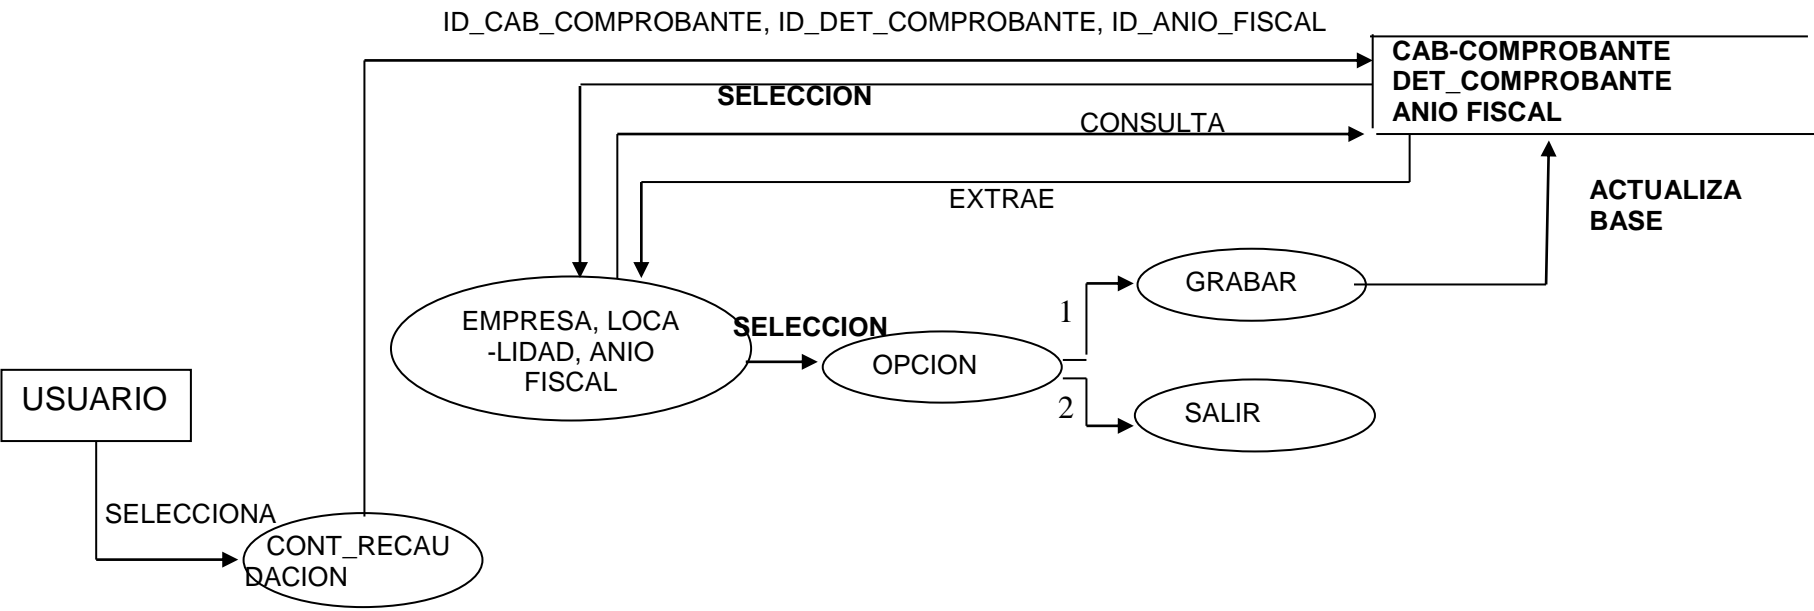 ID_CAB_COMPROBANTE, ID_DET_COMPROBANTE, ID_ANIO_FISCAL
CAB-COMPROBANTE
DET_COMPROBANTE
ANIO FISCAL
SELECCION
CONSULTA
EXTRAE
ACTUALIZA
BASE
GRABAR
1
EMPRESA, LOCA
-LIDAD, ANIO
FISCAL
SELECCION
OPCION
2
SALIR
USUARIO
SELECCIONA
CONT_RECAU
DACION